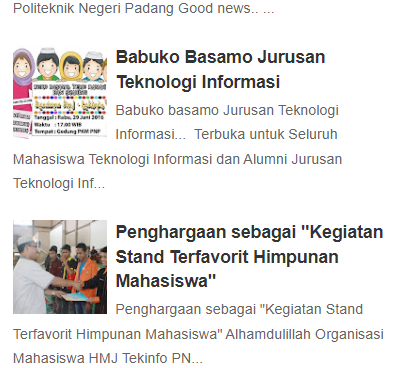 Politeknik Negeri Padang Good news.. ...
Babuko Basamo Jurusan
Teknologi Informasi
Tanggal : Rabu, 29 Juni 2016
Waktu : 17.00 WIB
Tempat : Gedung PKM PNP
Babuko basamo Jurusan Teknologi
Informasi... Terbuka untuk Seluruh
Mahasiswa Teknologi Informasi dan Alumni Jurusan
Teknologi Inf...
Penghargaan sebagai "Kegiatan
Stand Terfavorit Himpunan
Mahasiswa"
Penghargaan sebagai "Kegiatan Stand
Terfavorit Himpunan Mahasiswa" Alhamdulillah Organisasi
Mahasiswa HMJ Tekinfo PN...